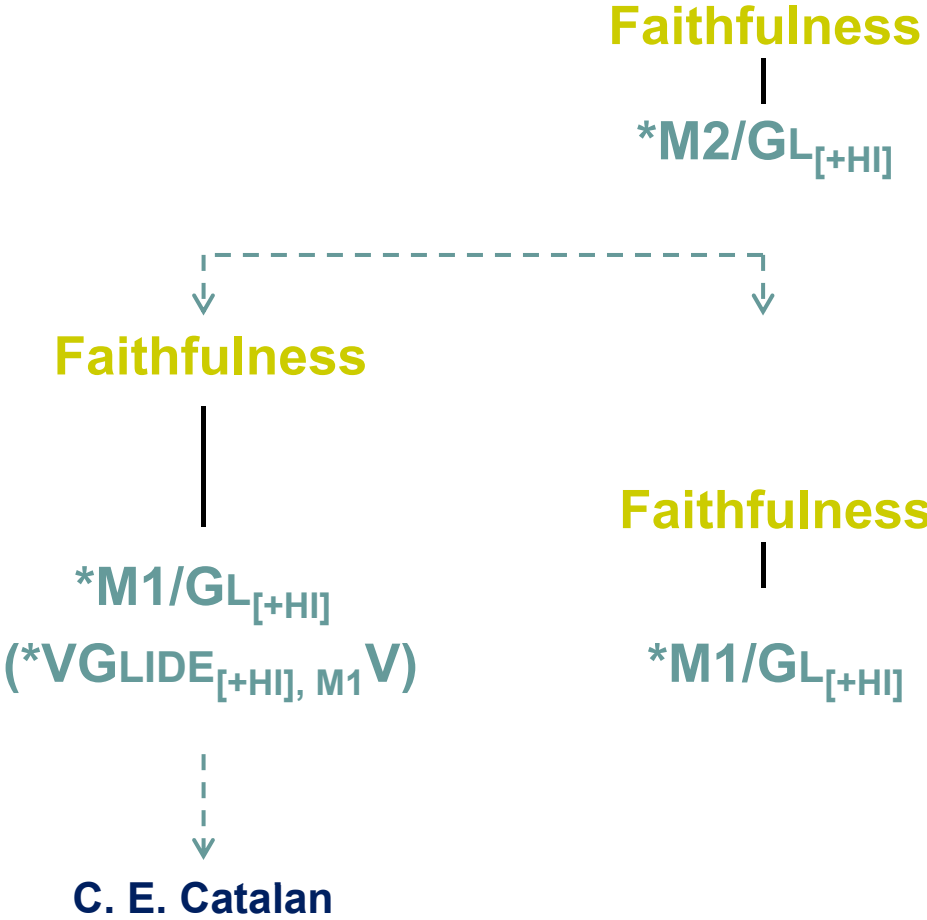 Faithfulness
*M2/GL[+HI]
Faithfulness
Faithfulness
*M1/GL[+HI]
(*VGLIDE[+HI], M1V)
*M1/GL[+HI]
C. E. Catalan